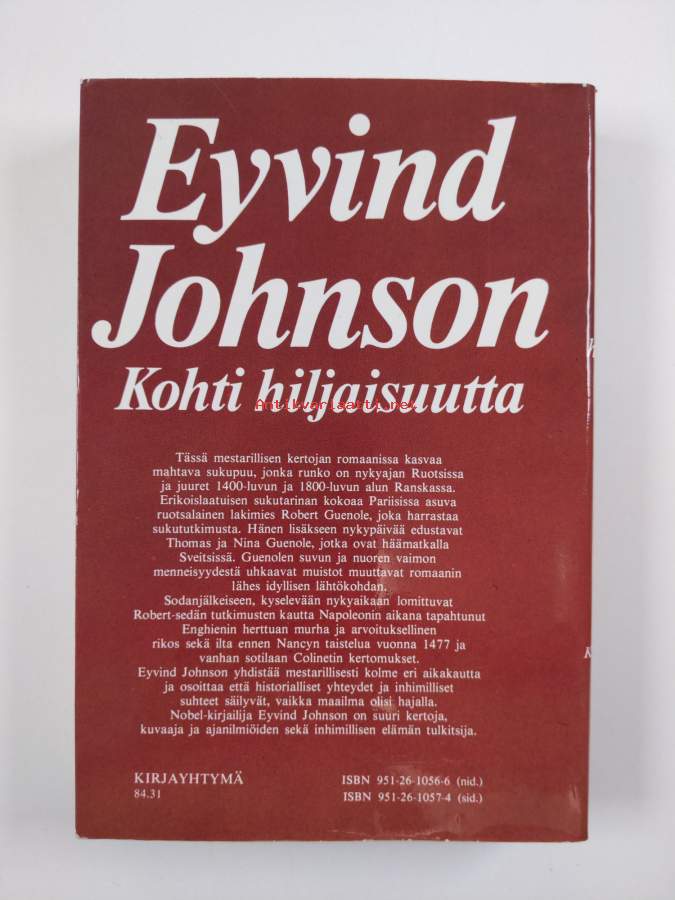 Eyvind
Johnson
Kohti hiljaisuutta
Antikvariaatti.net
Tässä mestarillisen kertojan romaanissa kasvaa
mahtava sukupuu, jonka runko on nykyajan Ruotsissa
ja juuret 1400-luvun ja 1800-luvun alun Ranskassa.
Erikoislaatuisen sukutarinan kokoaa Pariisissa asuva
ruotsalainen lakimies Robert Guenole, joka harrastaa
sukututkimusta. Hänen lisäkseen nykypäivää edustavat
Thomas ja Nina Guenole, jotka ovat häämatkalla
Sveitsissä. Guenolen suvun ja nuoren vaimon
menneisyydestä uhkaavat muistot muuttavat romaanin
lähes idyllisen lähtökohdan.
Sodanjälkeiseen, kyselevään nykyaikaan lomittuvat
Robert-sedän tutkimusten kautta Napoleonin aikana tapahtunut
Enghienin herttuan murha ja arvoituksellinen
rikos sekä ilta ennen Nancyn taistelua vuonna 1477 ja
vanhan sotilaan Colinetin kertomukset.
Eyvind Johnson yhdistää mestarillisesti kolme eri aikakautta
ja osoittaa että historialliset yhteydet ja inhimilliset
suhteet säilyvät, vaikka maailma olisi hajalla.
Nobel-kirjailija Eyvind Johnson on suuri kertoja,
kuvaaja ja ajanilmiöiden sekä inhimillisen elämän tulkitsija.
KIRJAYHTYMÄ
84.31
ISBN 951-26-1056-6 (nid.)
ISBN 951-26-1057-4 (sid.)
K